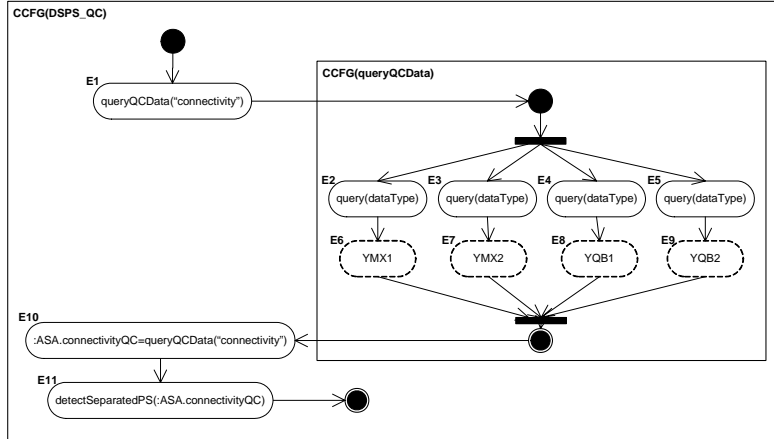 CCFG(DSPS_QC)
E1
queryQCData(“connectivity”)
CCFG(queryQCData)
E2
E3
E4
E5
query(dataType)
query(dataType)
query(dataType)
query(dataType)
E6
E7
E8
E9
YMX1
YMX2
YQB1
YQB2
E10
:ASA.connectivityQC=queryQCData(“connectivity”)
E11
detectSeparatedPS(:ASA.connectivityQC)